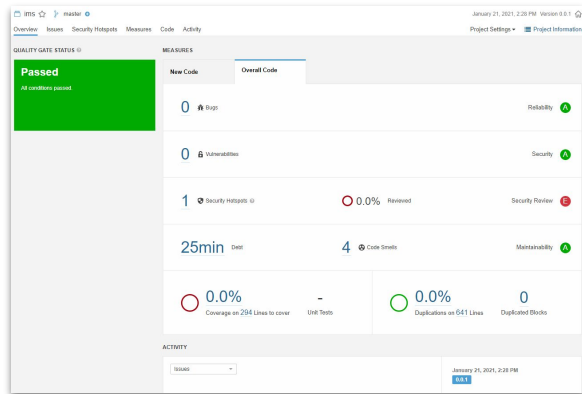 ims master
January 21, 2021, 2:28 PM Version 0.0.1
Overview Issues Security Hotspots Measures Code Activity
Project Settings Project Information
QUALITY GATE STATUS
MEASURES
Passed
All conditions passed.
New Code Overall Code
0 Bugs Reliability A
0 Vulnerabilities Security A
1 Security Hotspots 0.0% Reviewed Security Review E
25min Debt 4 Code Smells Maintainability A
0.0% - 0.0% 0
Coverage on 294 Lines to cover Unit Tests Duplications on 641 Lines Duplicated Blocks
ACTIVITY
Issues
January 21, 2021, 2:28 PM
0.0.1